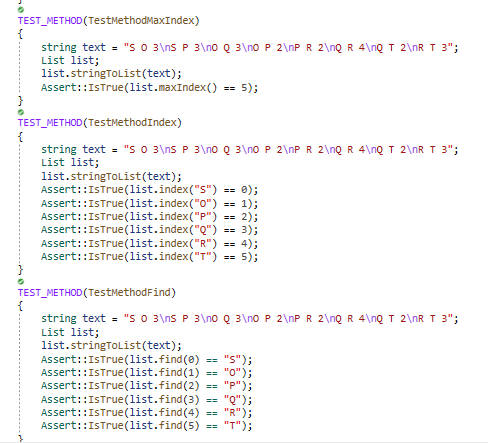 }
TEST_METHOD(TestMethodMaxIndex)
{
    string text = "S O 3\nS P 3\nO Q 3\nO P 2\nP R 2\nQ R 4\nQ T 2\nR T 3";
    List list;
    list.stringToList(text);
    Assert::IsTrue(list.maxIndex() == 5);
}
TEST_METHOD(TestMethodIndex)
{
    string text = "S O 3\nS P 3\nO Q 3\nO P 2\nP R 2\nQ R 4\nQ T 2\nR T 3";
    List list;
    list.stringToList(text);
    Assert::IsTrue(list.index("S") == 0);
    Assert::IsTrue(list.index("O") == 1);
    Assert::IsTrue(list.index("P") == 2);
    Assert::IsTrue(list.index("Q") == 3);
    Assert::IsTrue(list.index("R") == 4);
    Assert::IsTrue(list.index("T") == 5);
}
TEST_METHOD(TestMethodFind)
{
    string text = "S O 3\nS P 3\nO Q 3\nO P 2\nP R 2\nQ R 4\nQ T 2\nR T 3";
    List list;
    list.stringToList(text);
    Assert::IsTrue(list.find(0) == "S");
    Assert::IsTrue(list.find(1) == "O");
    Assert::IsTrue(list.find(2) == "P");
    Assert::IsTrue(list.find(3) == "Q");
    Assert::IsTrue(list.find(4) == "R");
    Assert::IsTrue(list.find(5) == "T");
}